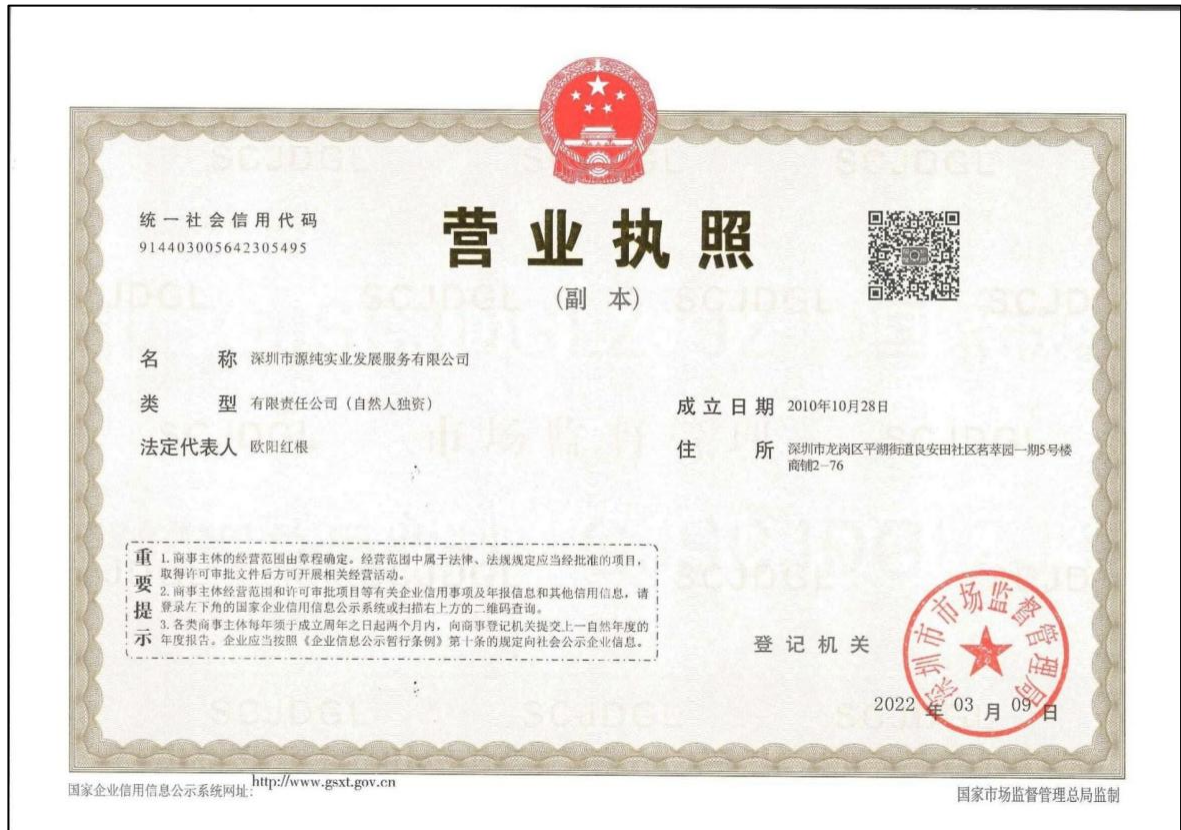 统一社会信用代码
914403005642305495
营业执照
(副 本)
名 称 深圳市源纯实业发展服务有限公司
类 型 有限责任公司（自然人独资）
法定代表人 欧阳红根
成立日期 2010年10月28日
住 所 深圳市龙岗区平湖街道良安田社区茗萃园一期5号楼
商铺2-76
重要提示
1.商事主体的经营范围由章程确定。经营范围中属于法律、法规规定应当经批准的项目，
取得许可审批文件后方可开展相关经营活动。
2.商事主体经营范围和许可审批项目等有关企业信用事项及年报信息和其他信用信息，请
登录左下角的国家企业信用信息公示系统或扫描右上方的二维码查询。
3.各类商事主体每年须于成立周年之日起两个月内，向商事登记机关提交上一自然年度的
年度报告。企业应当按照《企业信息公示暂行条例》第十条的规定向社会公示企业信息。
登记机关
深圳市市场监督管理局
2022 年 03 月 09 日
国家企业信用信息公示系统网址: http://www.gsxt.gov.cn
国家市场监督管理总局监制